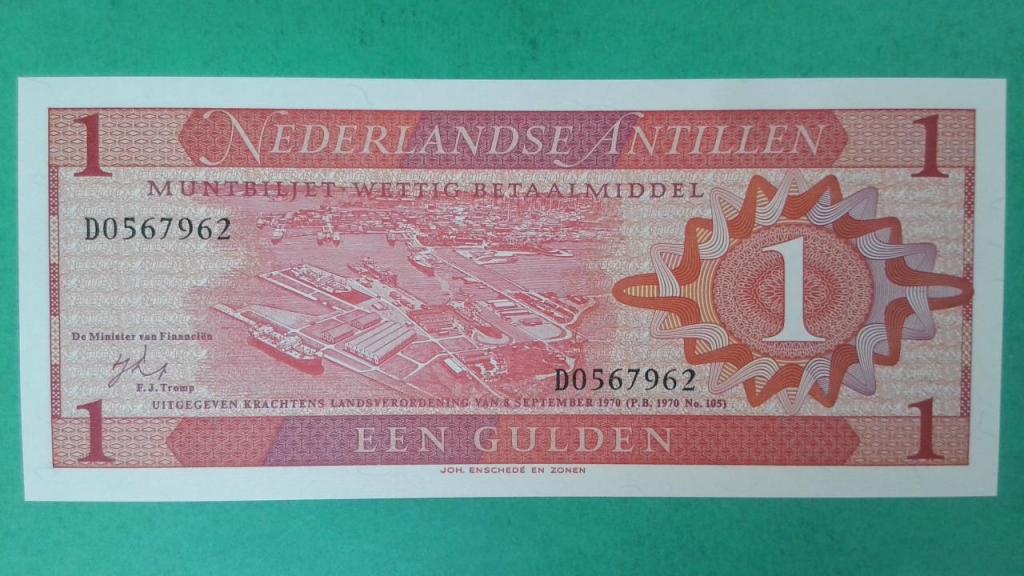 1 NEDERLANDSE ANTILLEN 1
MUNTBILJET-WETTIG BETAALMIDDEL
D0567962
1
De Minister van Financiën
F. J. Tromp
D0567962
UITGEGEVEN KRACHTENS LANDSVERORDENING VAN 8 SEPTEMBER 1970 (P.B. 1970 No. 105)
1 EEN GULDEN 1
JOH. ENSCHEDÉ EN ZONEN